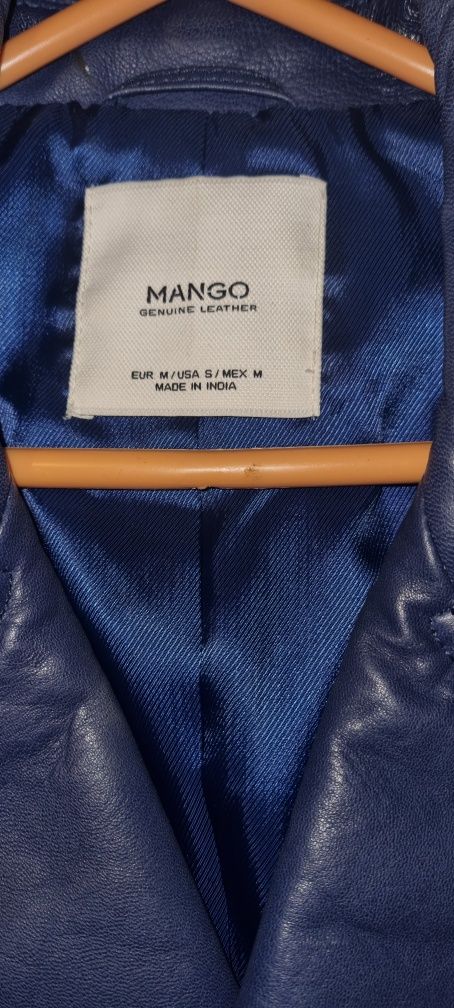 MANGO
GENUINE LEATHER
EUR M / USA S / MEX M
MADE IN INDIA